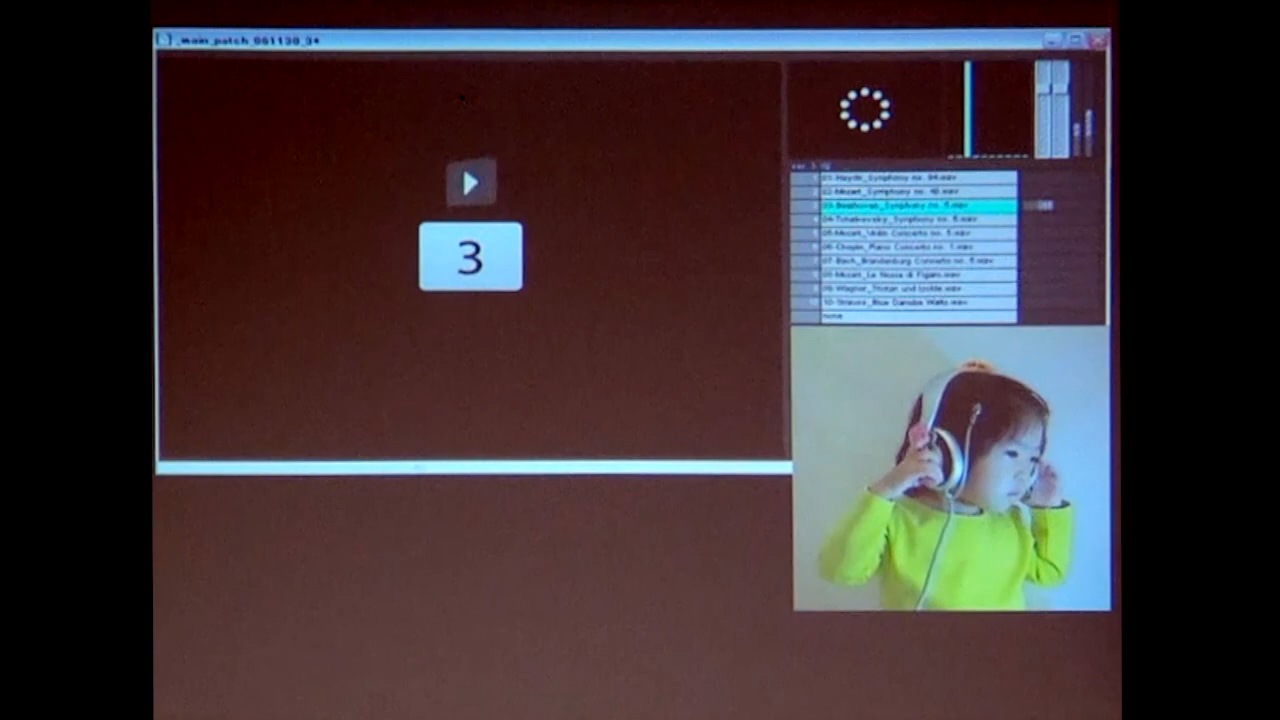 _main_patch_061130_3*
3
01-Haydn_Symphony no. 94.wav
02-Mozart_Symphony no. 40.wav
03-Beethoven_Symphony no. 5.wav
04-Tchaikovsky_Symphony no. 6.wav
05-Mozart_Violin Concerto no. 5.wav
06-Chopin_Piano Concerto no. 1.wav
07-Bach_Brandenburg Concerto no. 5.wav
08-Mozart_Le Nozze di Figaro.wav
09-Wagner_Tristan und Isolde.wav
10-Strauss_Blue Danube Waltz.wav
none